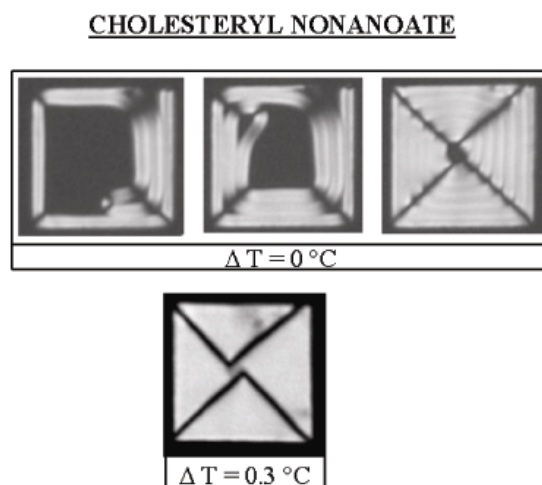 CHOLESTERYL NONANOATE
Δ T = 0 °C
Δ T = 0.3 °C